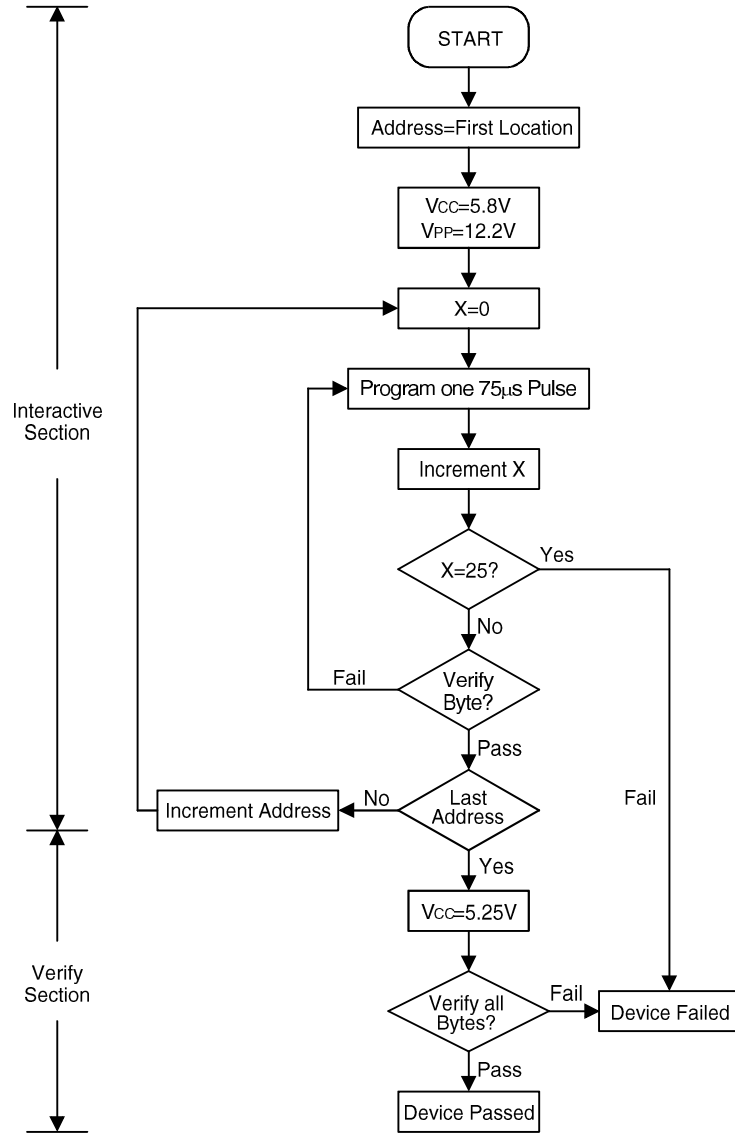 START
Address=First Location
VCC=5.8V
VPP=12.2V
X=0
Program one 75μs Pulse
Interactive
Section
Increment X
X=25?
Yes
No
Verify
Byte?
Fail
Pass
Last
Address
No
Increment Address
Fail
Yes
VCC=5.25V
Verify
Section
Verify all
Bytes?
Fail
Device Failed
Pass
Device Passed